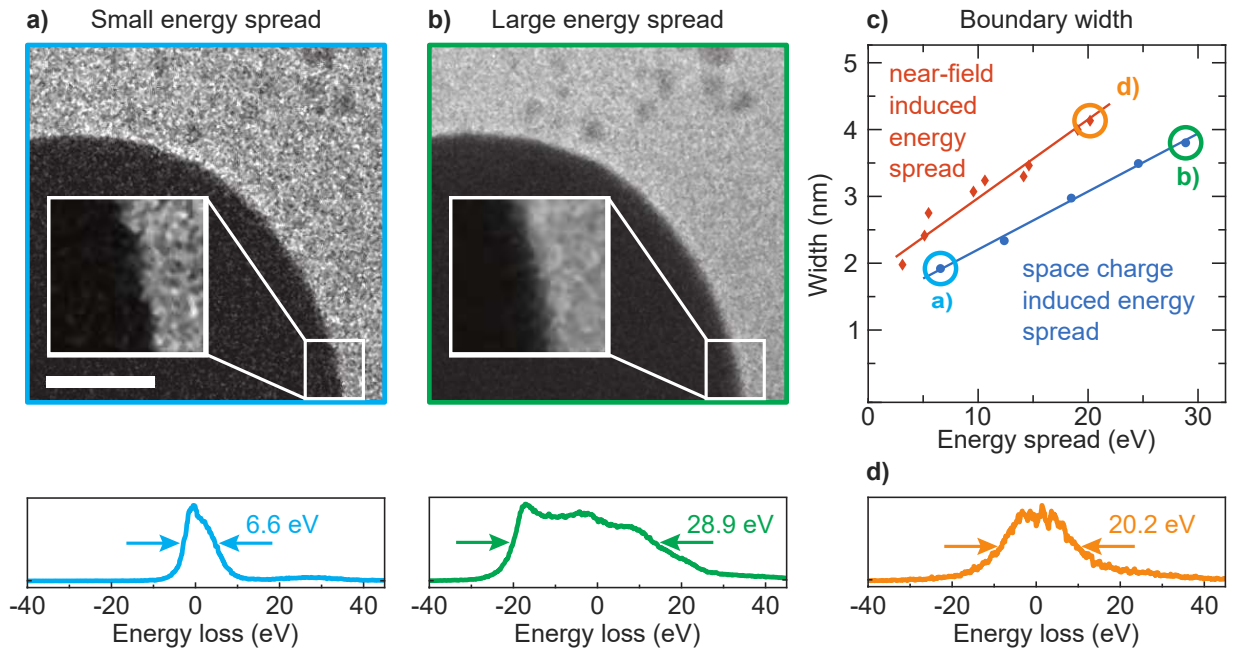 a) Small energy spread
b) Large energy spread
c) Boundary width
5
4
3
2
1
Width (nm)
near-field
induced
energy
spread
d)
b)
a)
space charge
induced energy
spread
0 10 20 30
Energy spread (eV)
6.6 eV
-40 -20 0 20 40
Energy loss (eV)
28.9 eV
-40 -20 0 20 40
Energy loss (eV)
d)
20.2 eV
-40 -20 0 20 40
Energy loss (eV)